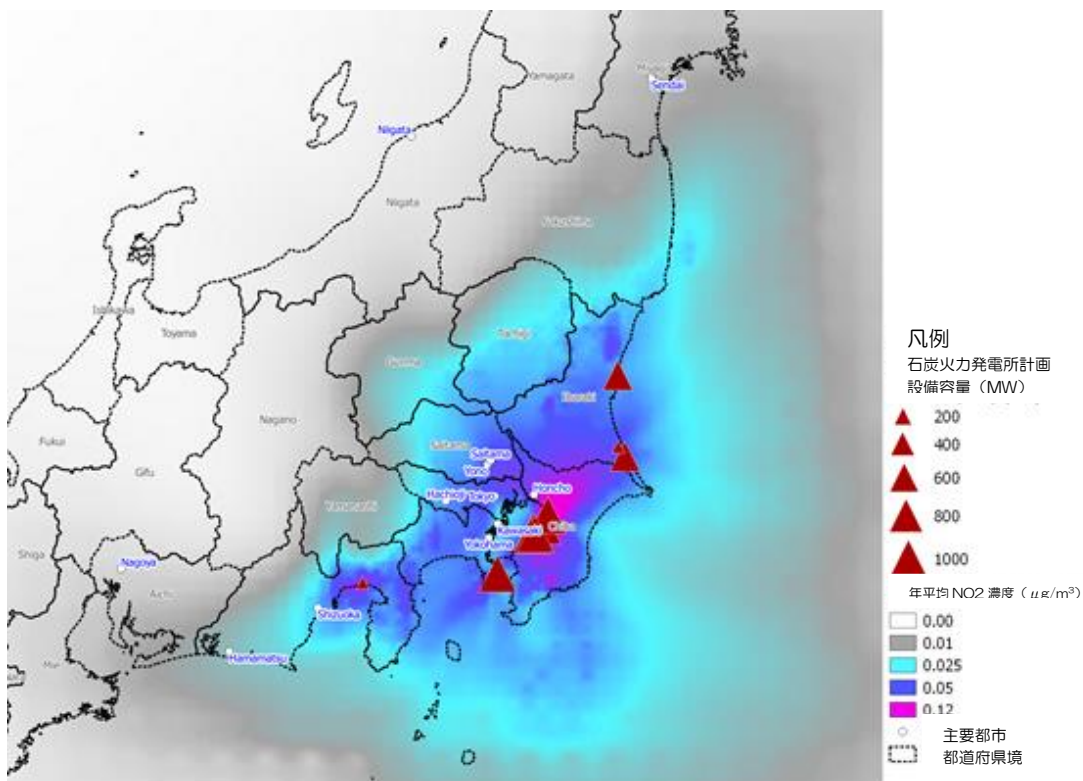 Miyagi
Sendai
Yamagata
Niigata
Niigata
Fukushima
Ishikawa
Toyama
Tochigi
Gunma
Ibaraki
Nagano
Fukui
Gifu
Saitama
Saitama
Yono
Hachioji
Tokyo
Honcho
Yamanashi
Kawasaki
Chiba
Yokohama
Shiga
Nagoya
Aichi
Shizuoka
Hamamatsu
凡例
石炭火力発電所計画
設備容量（MW）
200
400
600
800
1000
年平均 NO2 濃度（μg/m³）
0.00
0.01
0.025
0.05
0.12
主要都市
都道府県境